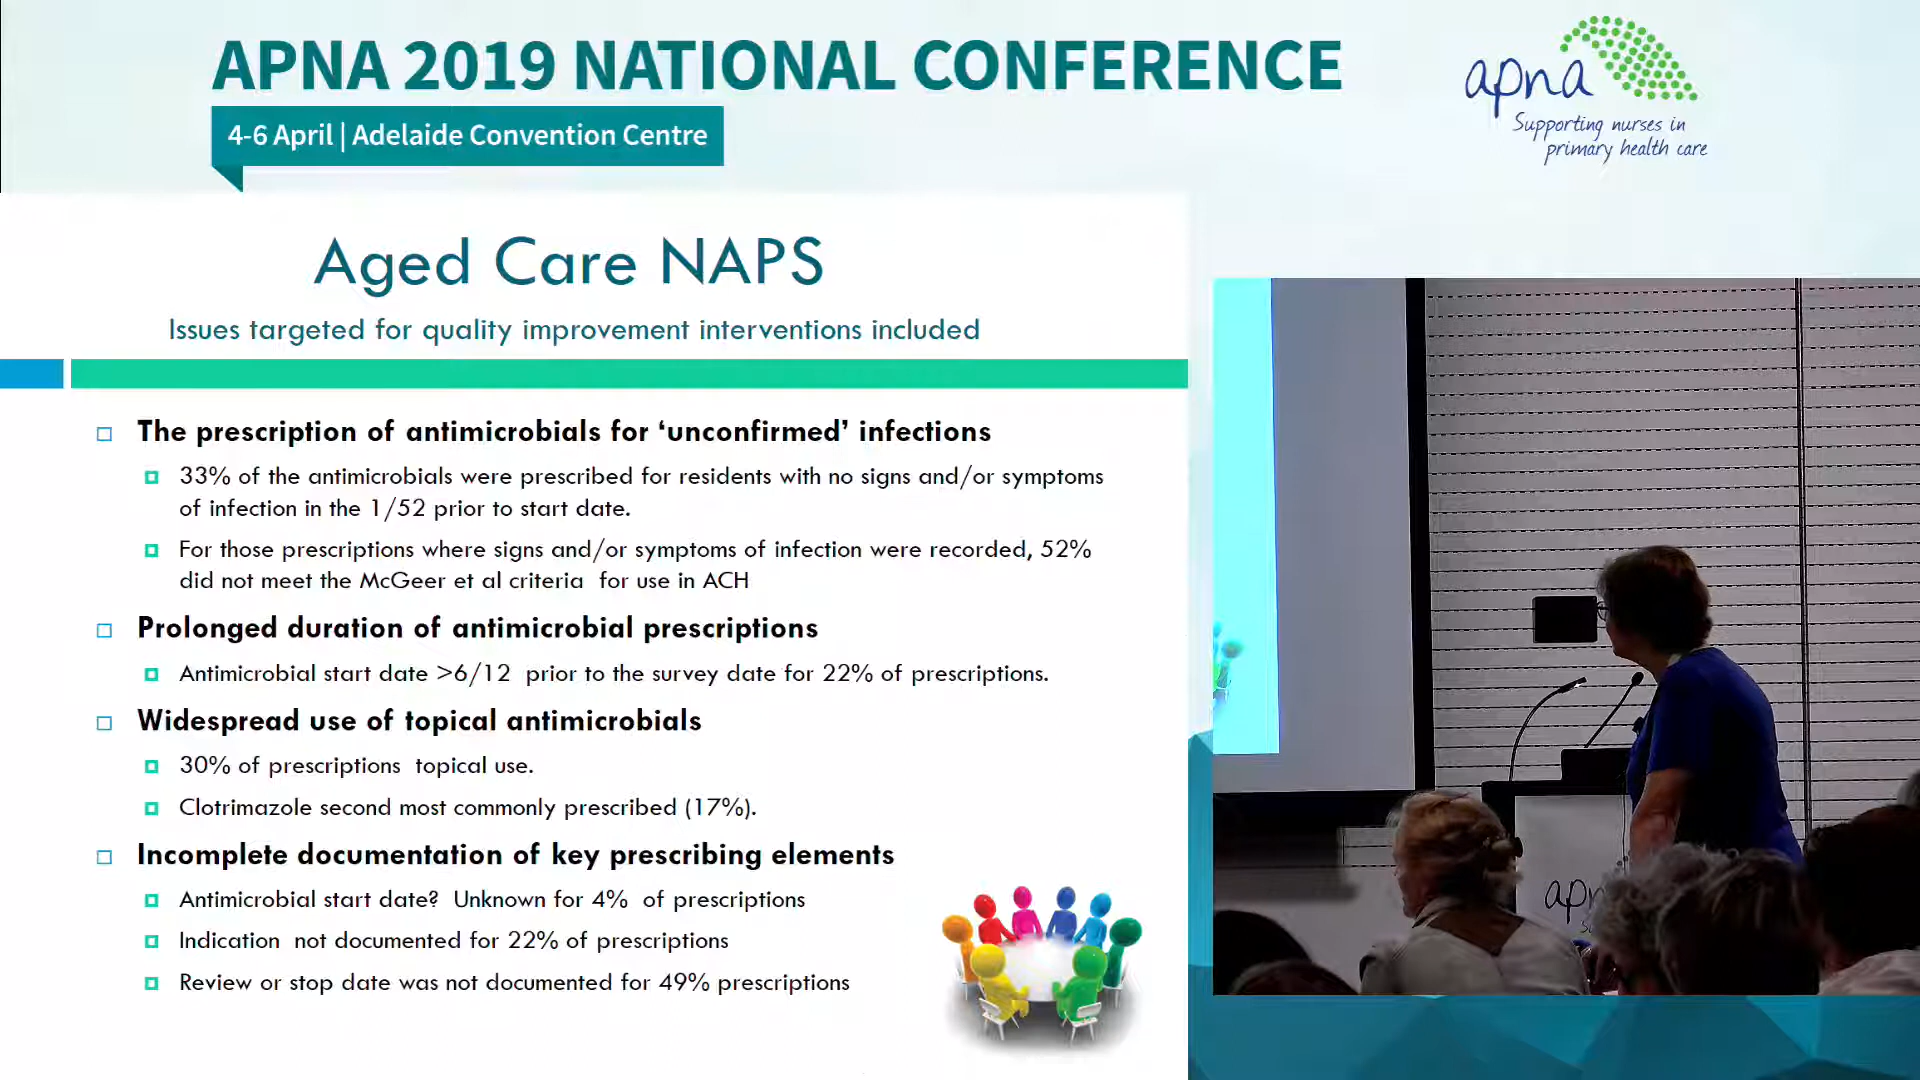 APNA 2019 NATIONAL CONFERENCE
4-6 April | Adelaide Convention Centre
apna
Supporting nurses in
primary health care
Aged Care NAPS
Issues targeted for quality improvement interventions included
The prescription of antimicrobials for ‘unconfirmed’ infections
33% of the antimicrobials were prescribed for residents with no signs and/or symptoms
of infection in the 1/52 prior to start date.
For those prescriptions where signs and/or symptoms of infection were recorded, 52%
did not meet the McGeer et al criteria for use in ACH
Prolonged duration of antimicrobial prescriptions
Antimicrobial start date >6/12 prior to the survey date for 22% of prescriptions.
Widespread use of topical antimicrobials
30% of prescriptions topical use.
Clotrimazole second most commonly prescribed (17%).
Incomplete documentation of key prescribing elements
Antimicrobial start date? Unknown for 4% of prescriptions
Indication not documented for 22% of prescriptions
Review or stop date was not documented for 49% prescriptions